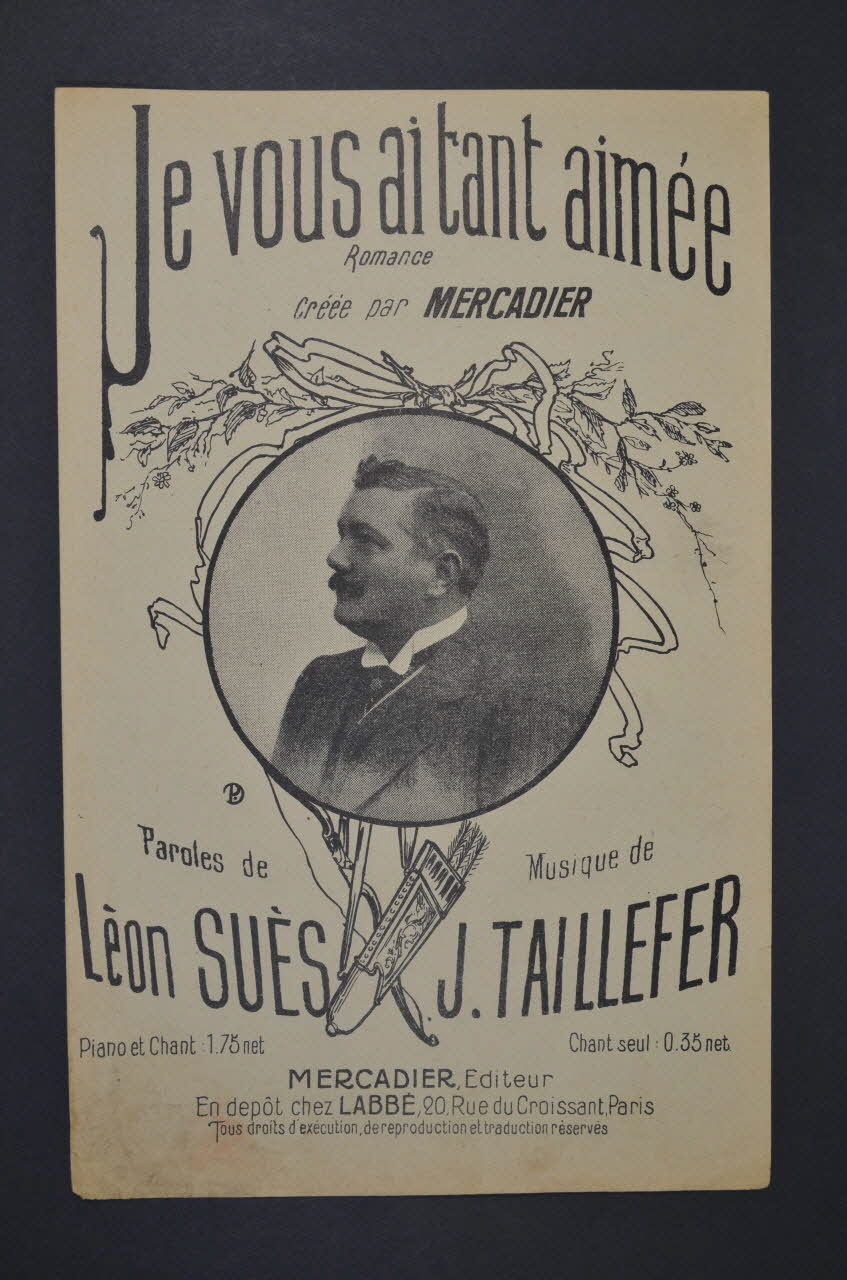 Je vous ai tant aimée
Romance
Créée par MERCADIER
Paroles de
Musique de
Lèon SUÈS
J. TAILLEFER
Piano et Chant : 1.75 net
Chant seul : 0.35 net
MERCADIER, Editeur
En depôt chez LABBÉ, 20, Rue du Croissant, Paris
Tous droits d'exécution, de reproduction et traduction réservés